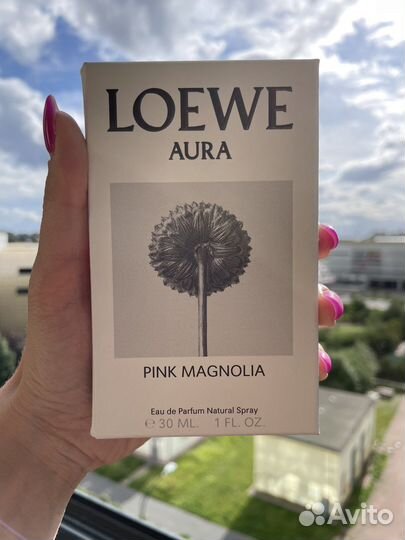 LOEWE
AURA
PINK MAGNOLIA
Eau de Parfum Natural Spray
℮ 30 ML. 1 FL. OZ.
Avito